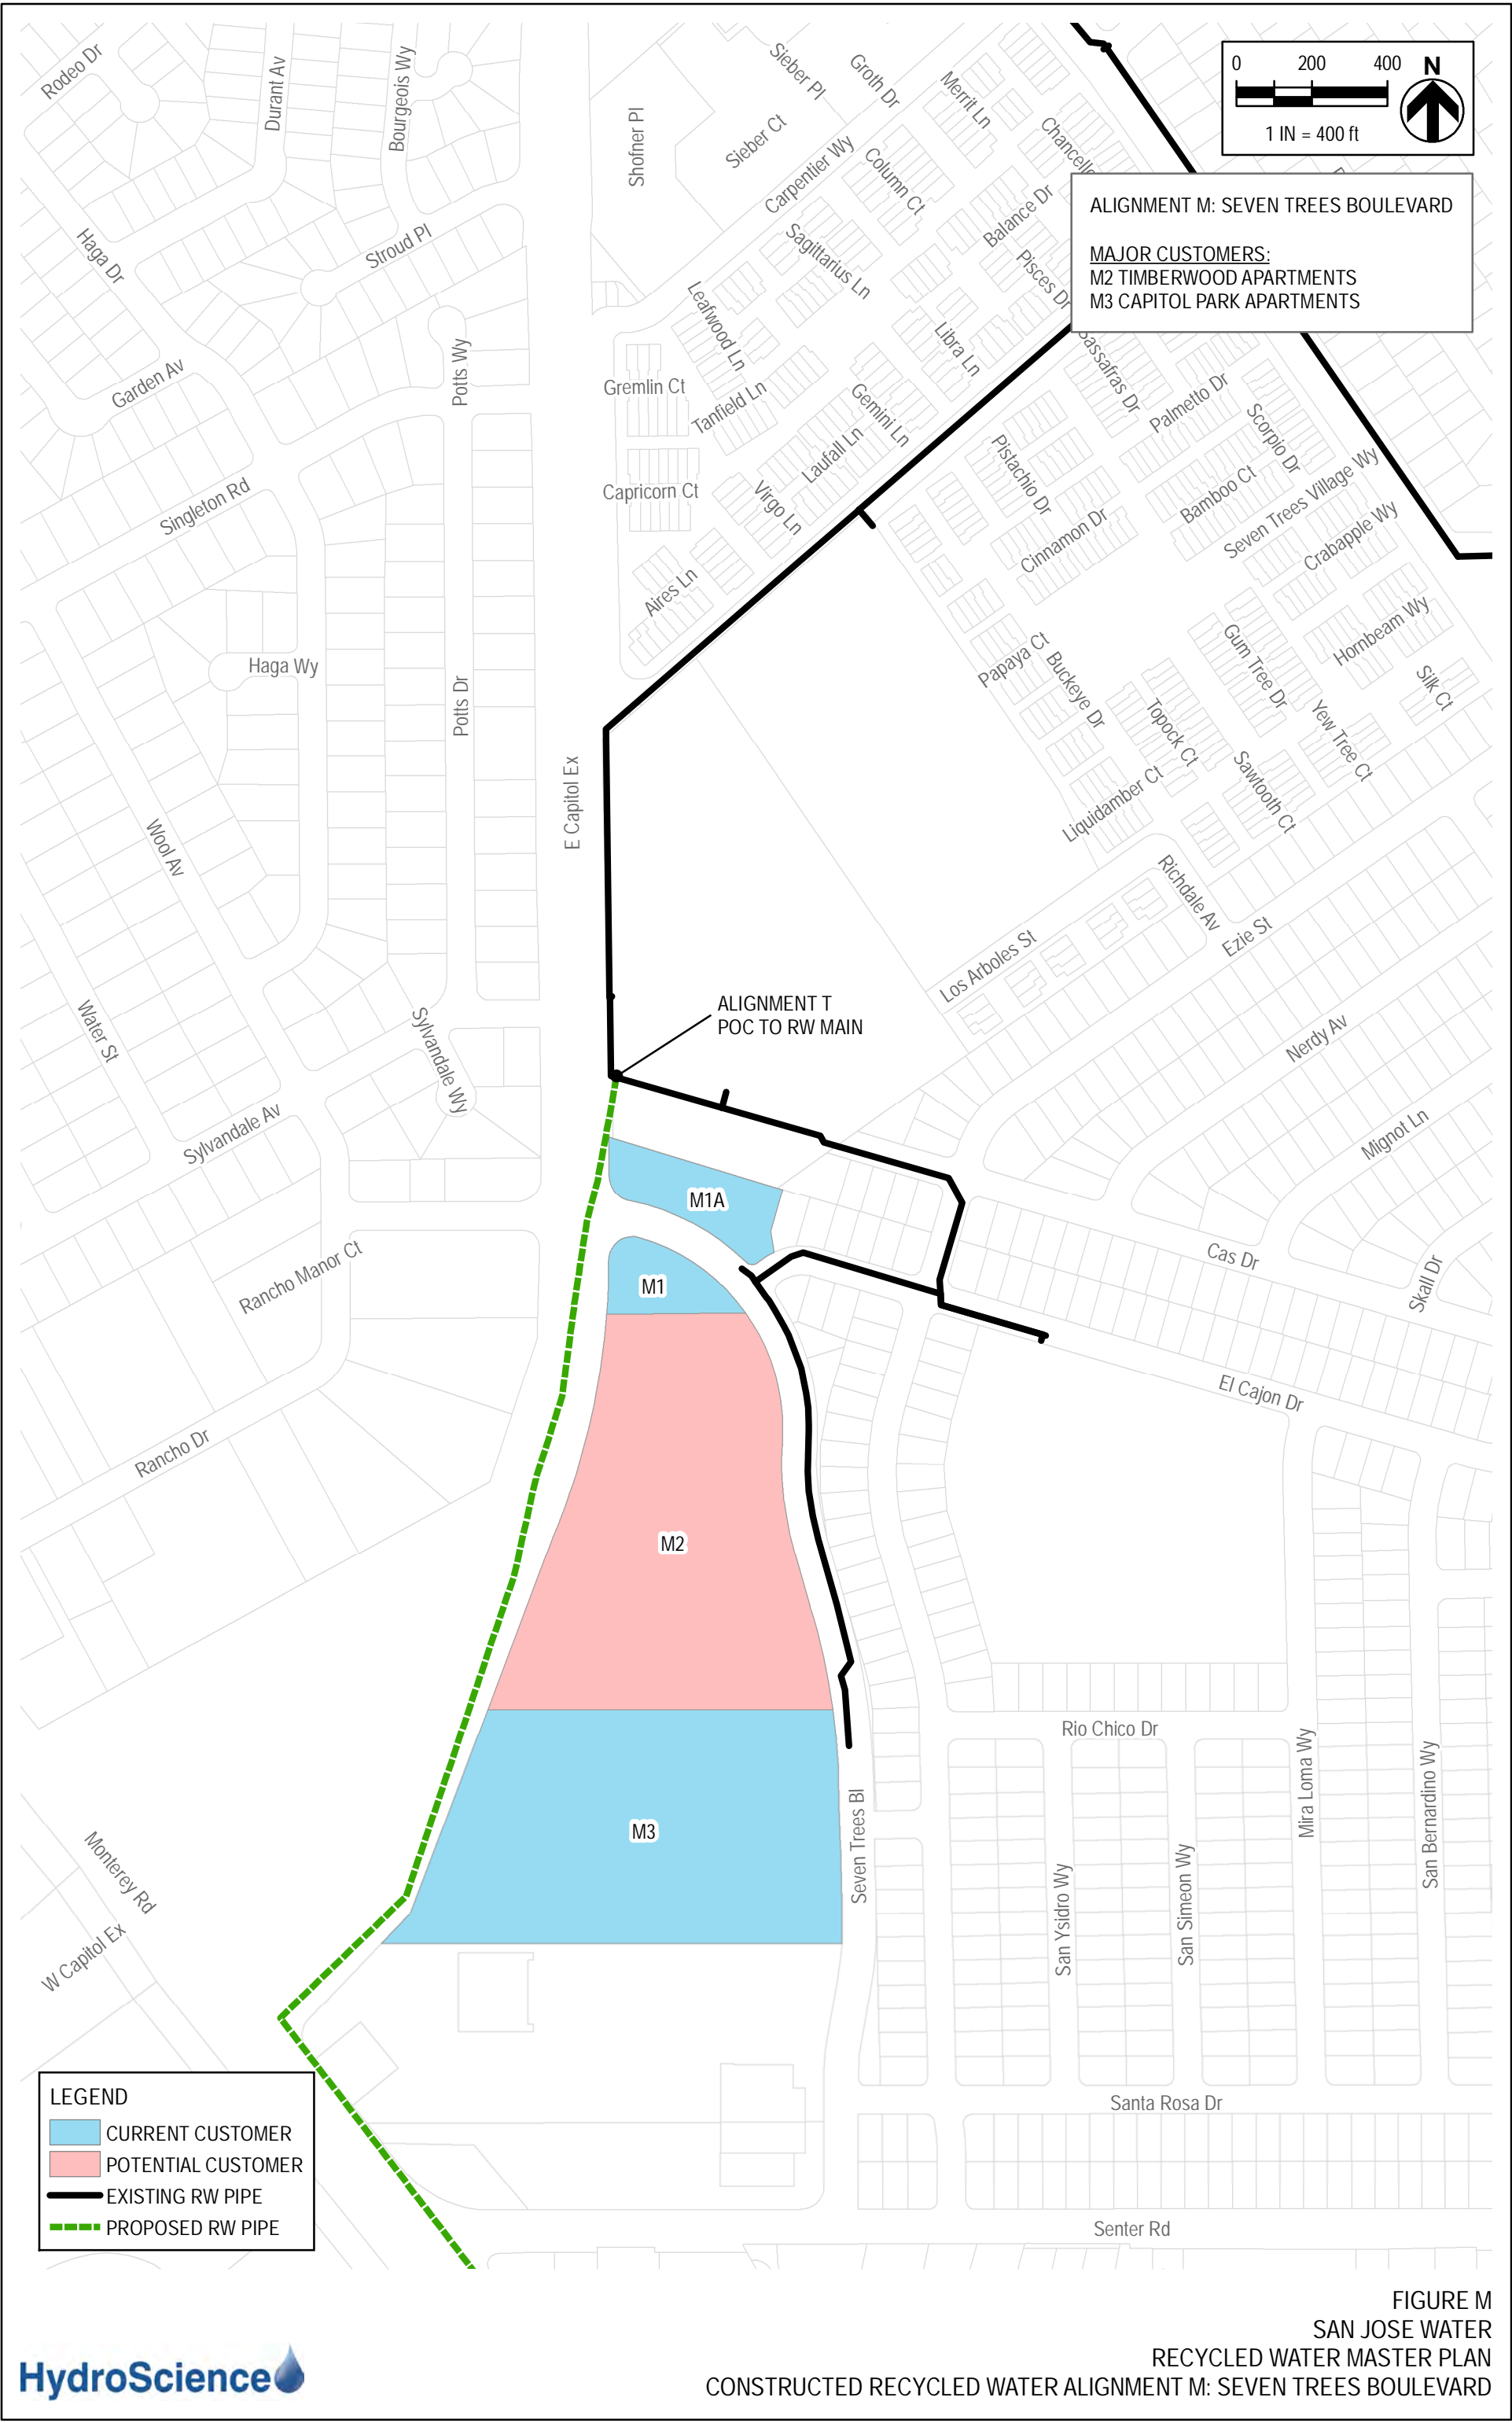 Rodeo Dr
Durant Av
Bourgeois Wy
Shofner Pl
Sieber Pl
Groth Dr
Sieber Ct
Merrit Ln
Carpentier Wy
Column Ct
0 200 400 N
1 IN = 400 ft
ALIGNMENT M: SEVEN TREES BOULEVARD
MAJOR CUSTOMERS:
M2 TIMBERWOOD APARTMENTS
M3 CAPITOL PARK APARTMENTS
Balance Dr
Haga Dr
Stroud Pl
Sagittarius Ln
Pisces Dr
Leafwood Ln
Libra Ln
Sassafras Dr
Garden Av
Potts Wy
Gremlin Ct
Tanfield Ln
Gemini Ln
Palmetto Dr
Scorpio Dr
Laufall Ln
Pistachio Dr
Singleton Rd
Capricorn Ct
Virgo Ln
Bamboo Ct
Seven Trees Village Wy
Cinnamon Dr
Crabapple Wy
Aires Ln
Hornbeam Wy
Haga Wy
Potts Dr
Papaya Ct
Buckeye Dr
Gum Tree Dr
Silk Ct
Topock Ct
Yew Tree Ct
E Capitol Ex
Liquidamber Ct
Sawtooth Ct
Wool Av
Richdale Av
Ezie St
Los Arboles St
Water St
Sylvandale Wy
ALIGNMENT T
POC TO RW MAIN
Nerdy Av
Sylvandale Av
Mignot Ln
M1A
Cas Dr
Skall Dr
Rancho Manor Ct
M1
El Cajon Dr
Rancho Dr
M2
Rio Chico Dr
M3
Seven Trees Bl
Mira Loma Wy
San Bernardino Wy
San Ysidro Wy
San Simeon Wy
Monterey Rd
W Capitol Ex
Santa Rosa Dr
Senter Rd
LEGEND
CURRENT CUSTOMER
POTENTIAL CUSTOMER
EXISTING RW PIPE
PROPOSED RW PIPE
HydroScience
FIGURE M
SAN JOSE WATER
RECYCLED WATER MASTER PLAN
CONSTRUCTED RECYCLED WATER ALIGNMENT M: SEVEN TREES BOULEVARD